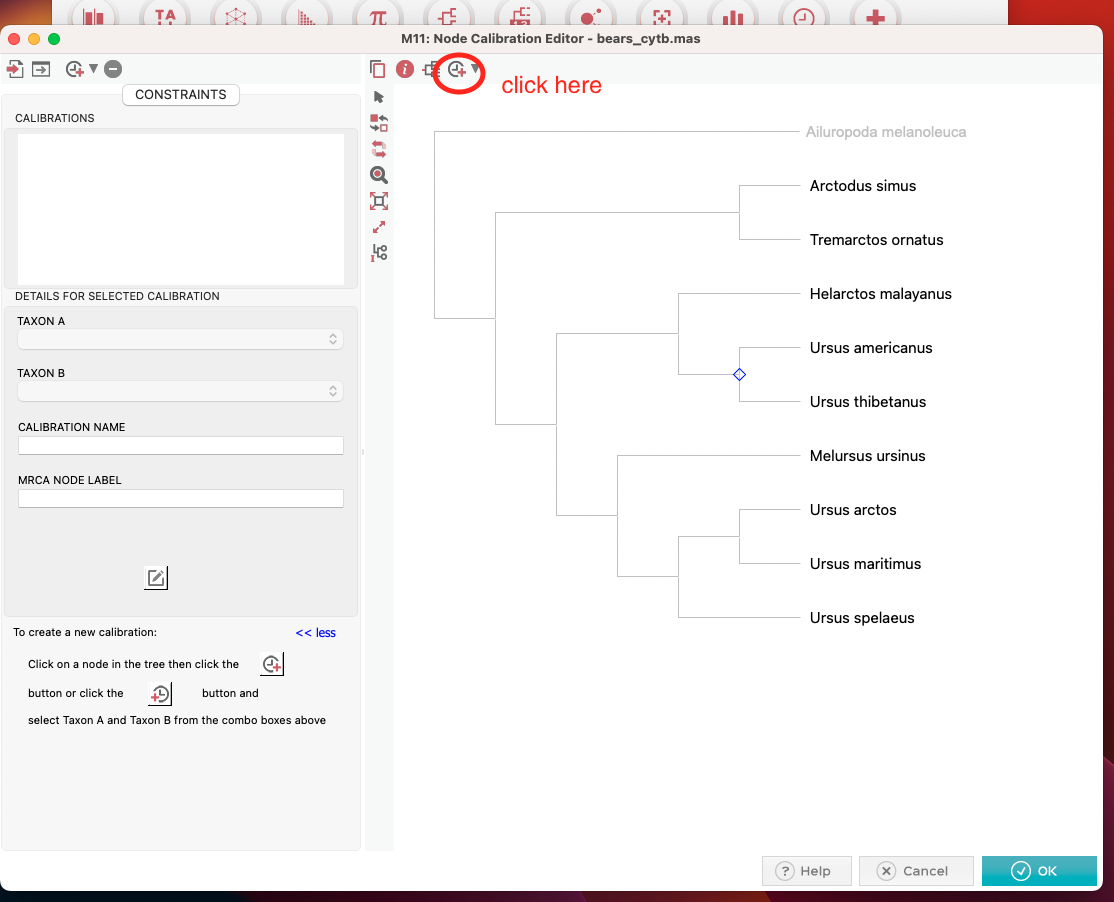 TA
π
M11: Node Calibration Editor - bears_cytb.mas
click here
CONSTRAINTS
CALIBRATIONS
DETAILS FOR SELECTED CALIBRATION
TAXON A
TAXON B
CALIBRATION NAME
MRCA NODE LABEL
To create a new calibration:
<< less
Click on a node in the tree then click the
button or click the
button and
select Taxon A and Taxon B from the combo boxes above
Ailuropoda melanoleuca
Arctodus simus
Tremarctos ornatus
Helarctos malayanus
Ursus americanus
Ursus thibetanus
Melursus ursinus
Ursus arctos
Ursus maritimus
Ursus spelaeus
? Help
Cancel
OK